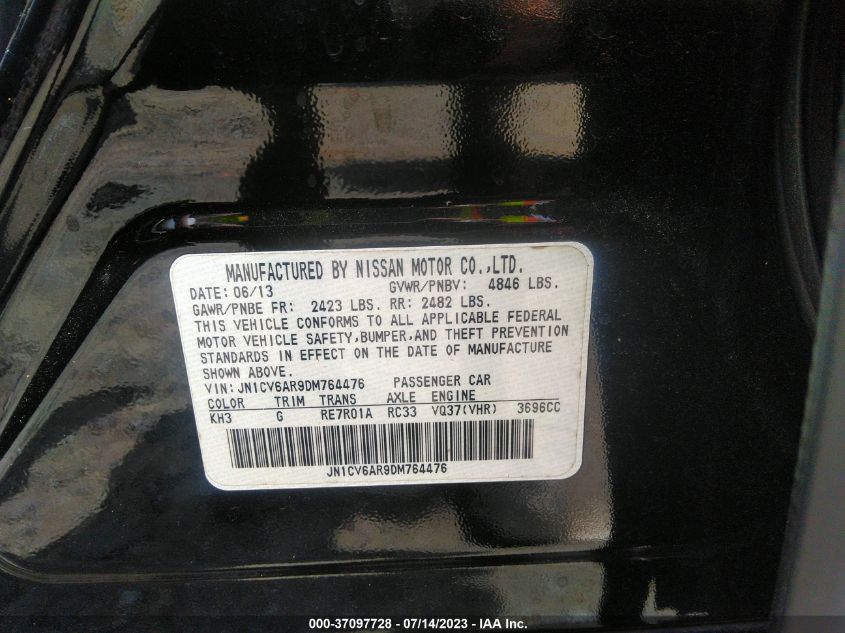 MANUFACTURED BY NISSAN MOTOR CO.,LTD.
DATE: 06/13 GVWR/PNBV: 4846 LBS.
GAWR/PNBE FR: 2423 LBS. RR: 2482 LBS.
THIS VEHICLE CONFORMS TO ALL APPLICABLE FEDERAL
MOTOR VEHICLE SAFETY,BUMPER,AND THEFT PREVENTION
STANDARDS IN EFFECT ON THE DATE OF MANUFACTURE
SHOWN ABOVE.
VIN: JN1CV6AR9DM764476 PASSENGER CAR
COLOR TRIM TRANS AXLE ENGINE
KH3 G RE7R01A RC33 VQ37(VHR) 3696CC
JN1CV6AR9DM764476
000-37097728 - 07/14/2023 - IAA Inc.